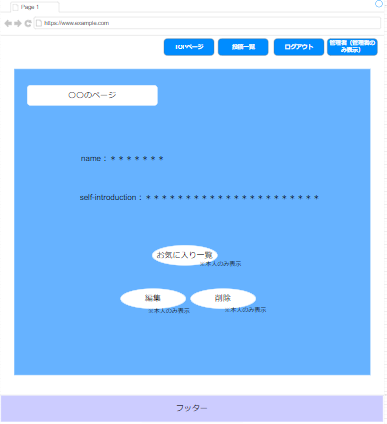 Page 1
https://www.example.com
TOPページ
投稿一覧
ログアウト
管理者（管理者の
み表示）
〇〇のページ
name：＊＊＊＊＊＊＊
self-introduction：＊＊＊＊＊＊＊＊＊＊＊＊＊＊＊＊＊＊＊＊＊＊
お気に入り一覧
※本人のみ表示
編集
削除
※本人のみ表示
※本人のみ表示
フッター